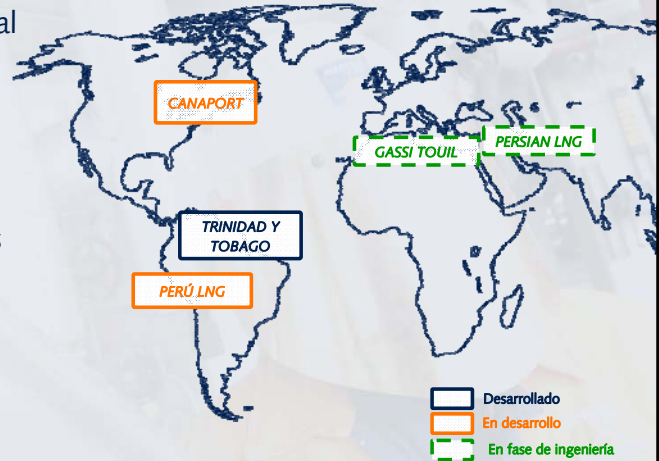 al
CANAPORT
GASSI TOUIL
PERSIAN LNG
TRINIDAD Y
TOBAGO
s
PERÚ LNG
Desarrollado
En desarrollo
En fase de ingeniería